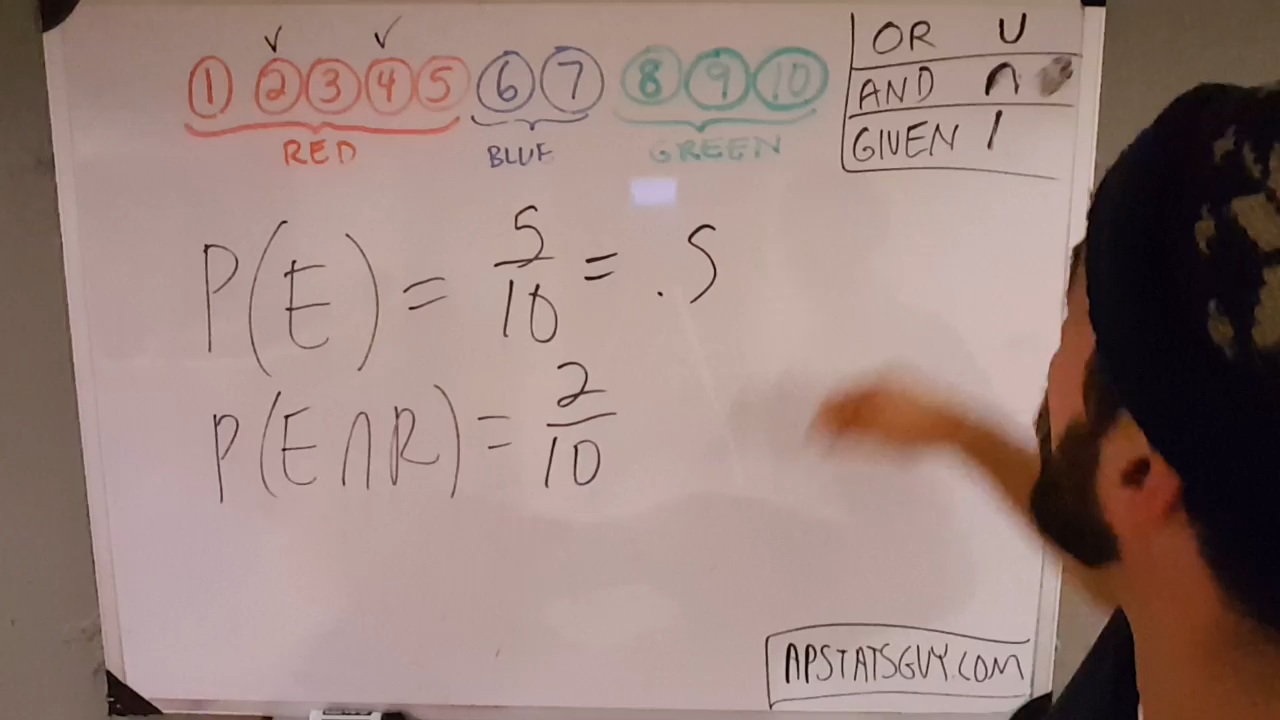 ✓ ✓
1 2 3 4 5 6 7 8 9 10
RED BLUE GREEN
OR ∪
AND ∩
GIVEN |
P(E) = 5/10 = .5
P(E∩R) = 2/10
APSTATSGUY.COM